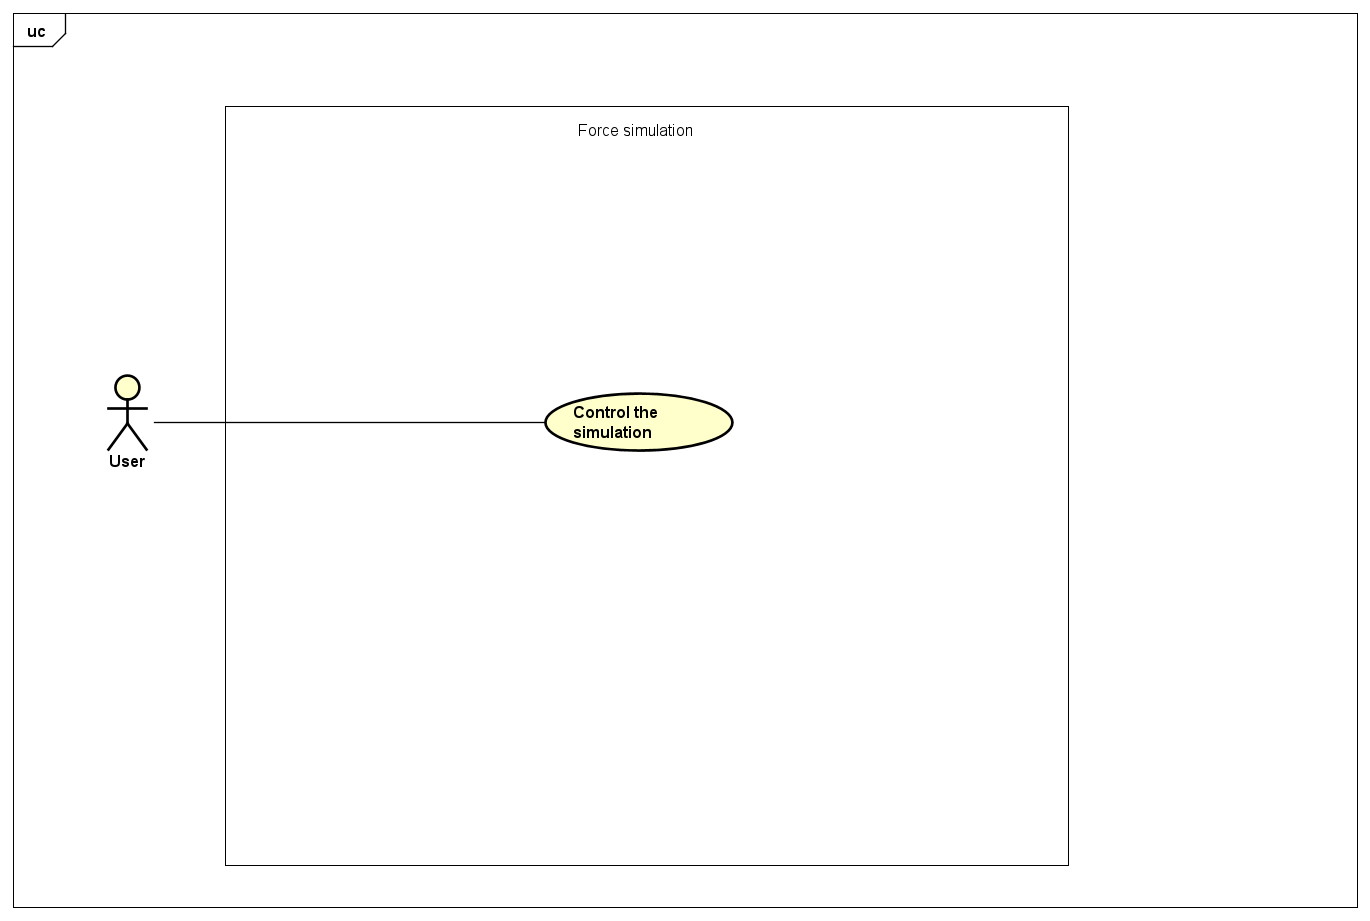 uc
Force simulation
Control the
simulation
User